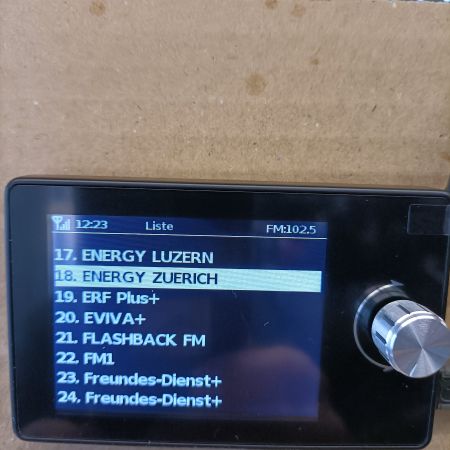 12:23 Liste FM:102.5
17. ENERGY LUZERN
18. ENERGY ZUERICH
19. ERF Plus+
20. EVIVA+
21. FLASHBACK FM
22. FM1
23. Freundes-Dienst+
24. Freundes-Dienst+